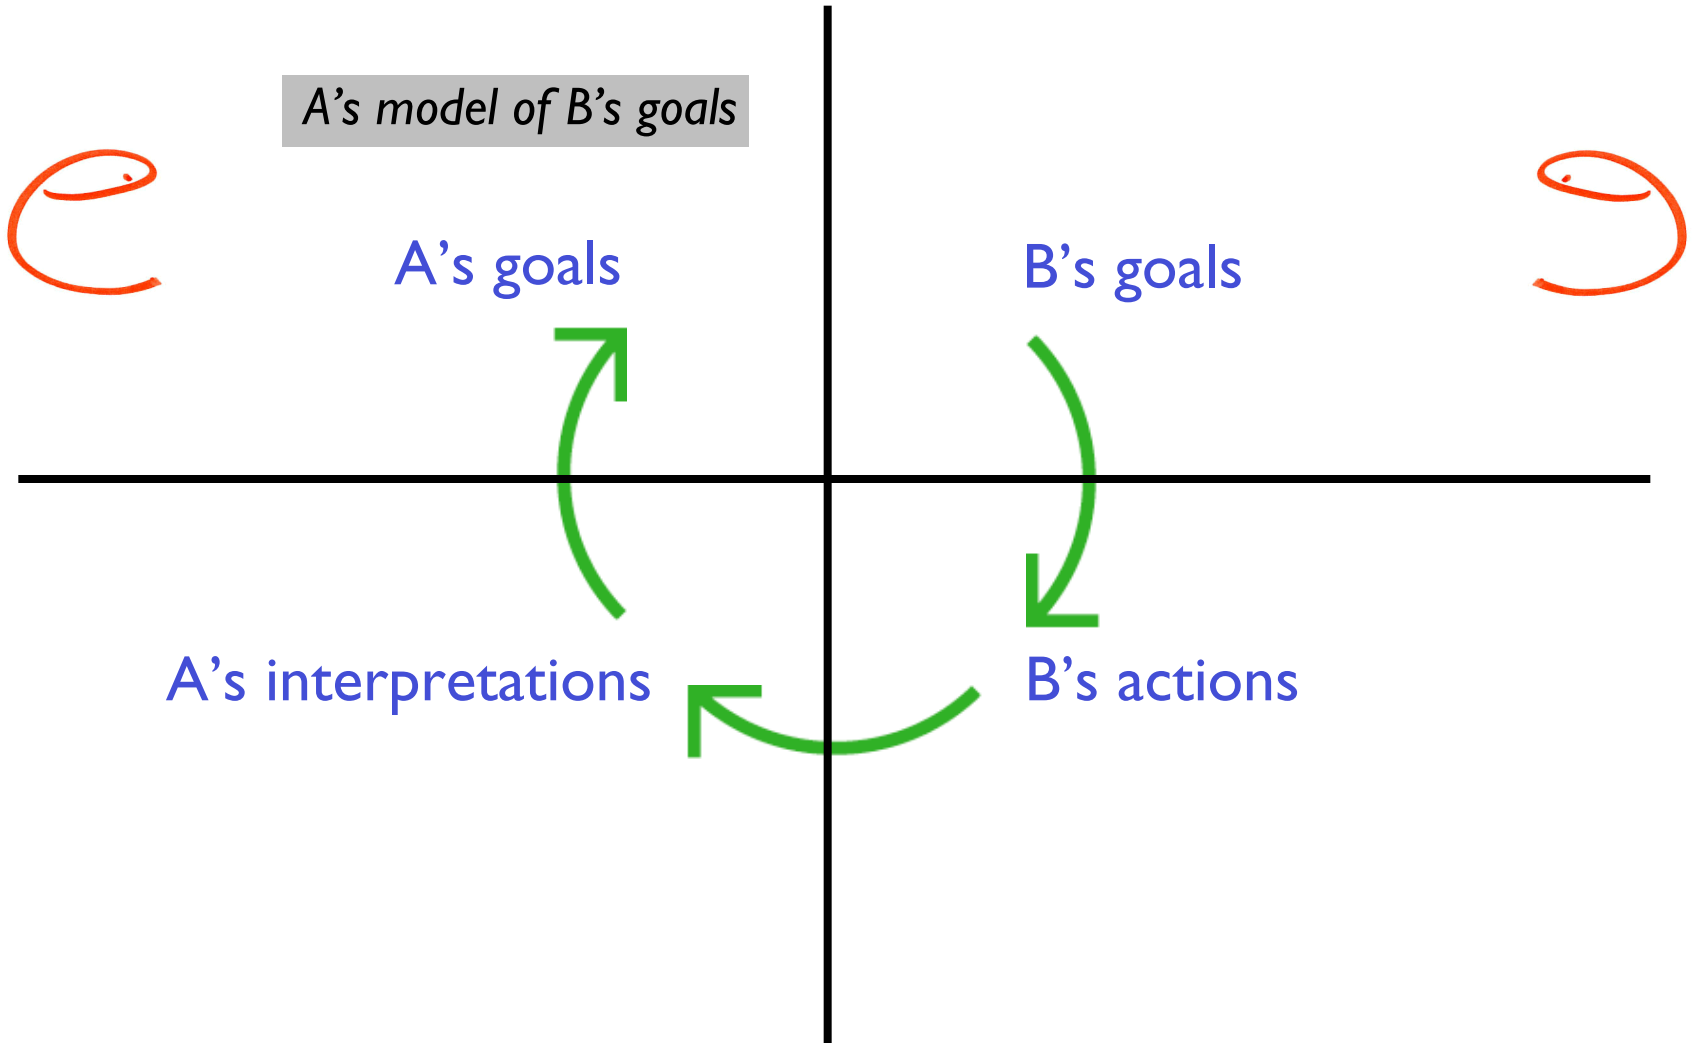 A’s model of B’s goals
A’s goals
B’s goals
A’s interpretations
B’s actions